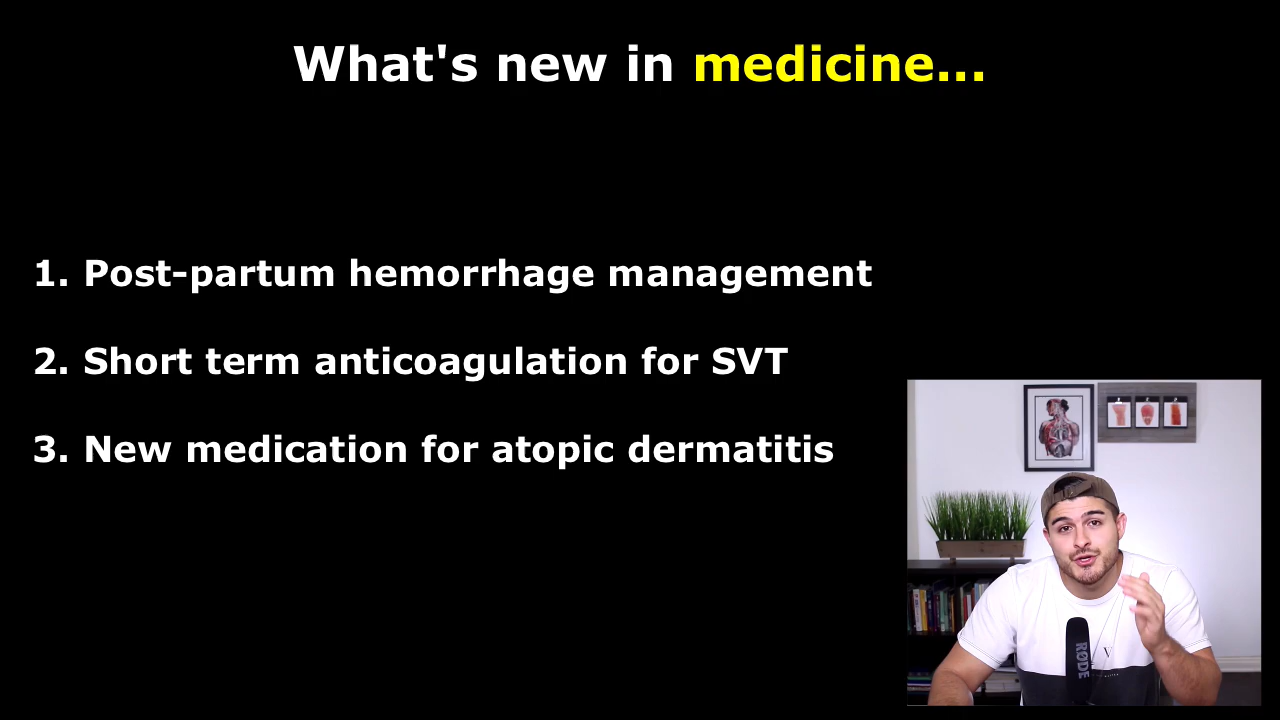 What's new in medicine...
1. Post-partum hemorrhage management
2. Short term anticoagulation for SVT
3. New medication for atopic dermatitis
RØDE
V